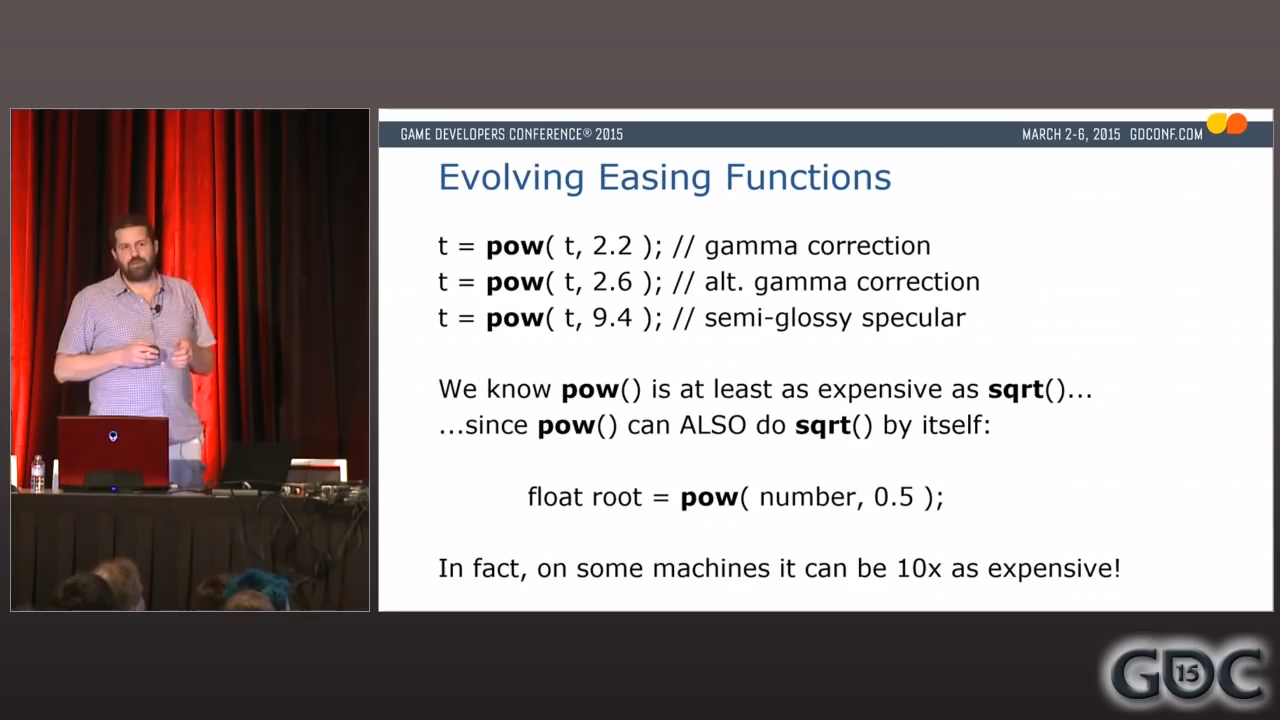 GAME DEVELOPERS CONFERENCE® 2015
MARCH 2-6, 2015 GDCONF.COM
Evolving Easing Functions
t = pow( t, 2.2 ); // gamma correction
t = pow( t, 2.6 ); // alt. gamma correction
t = pow( t, 9.4 ); // semi-glossy specular
We know pow() is at least as expensive as sqrt()...
...since pow() can ALSO do sqrt() by itself:
float root = pow( number, 0.5 );
In fact, on some machines it can be 10x as expensive!
GDC 15